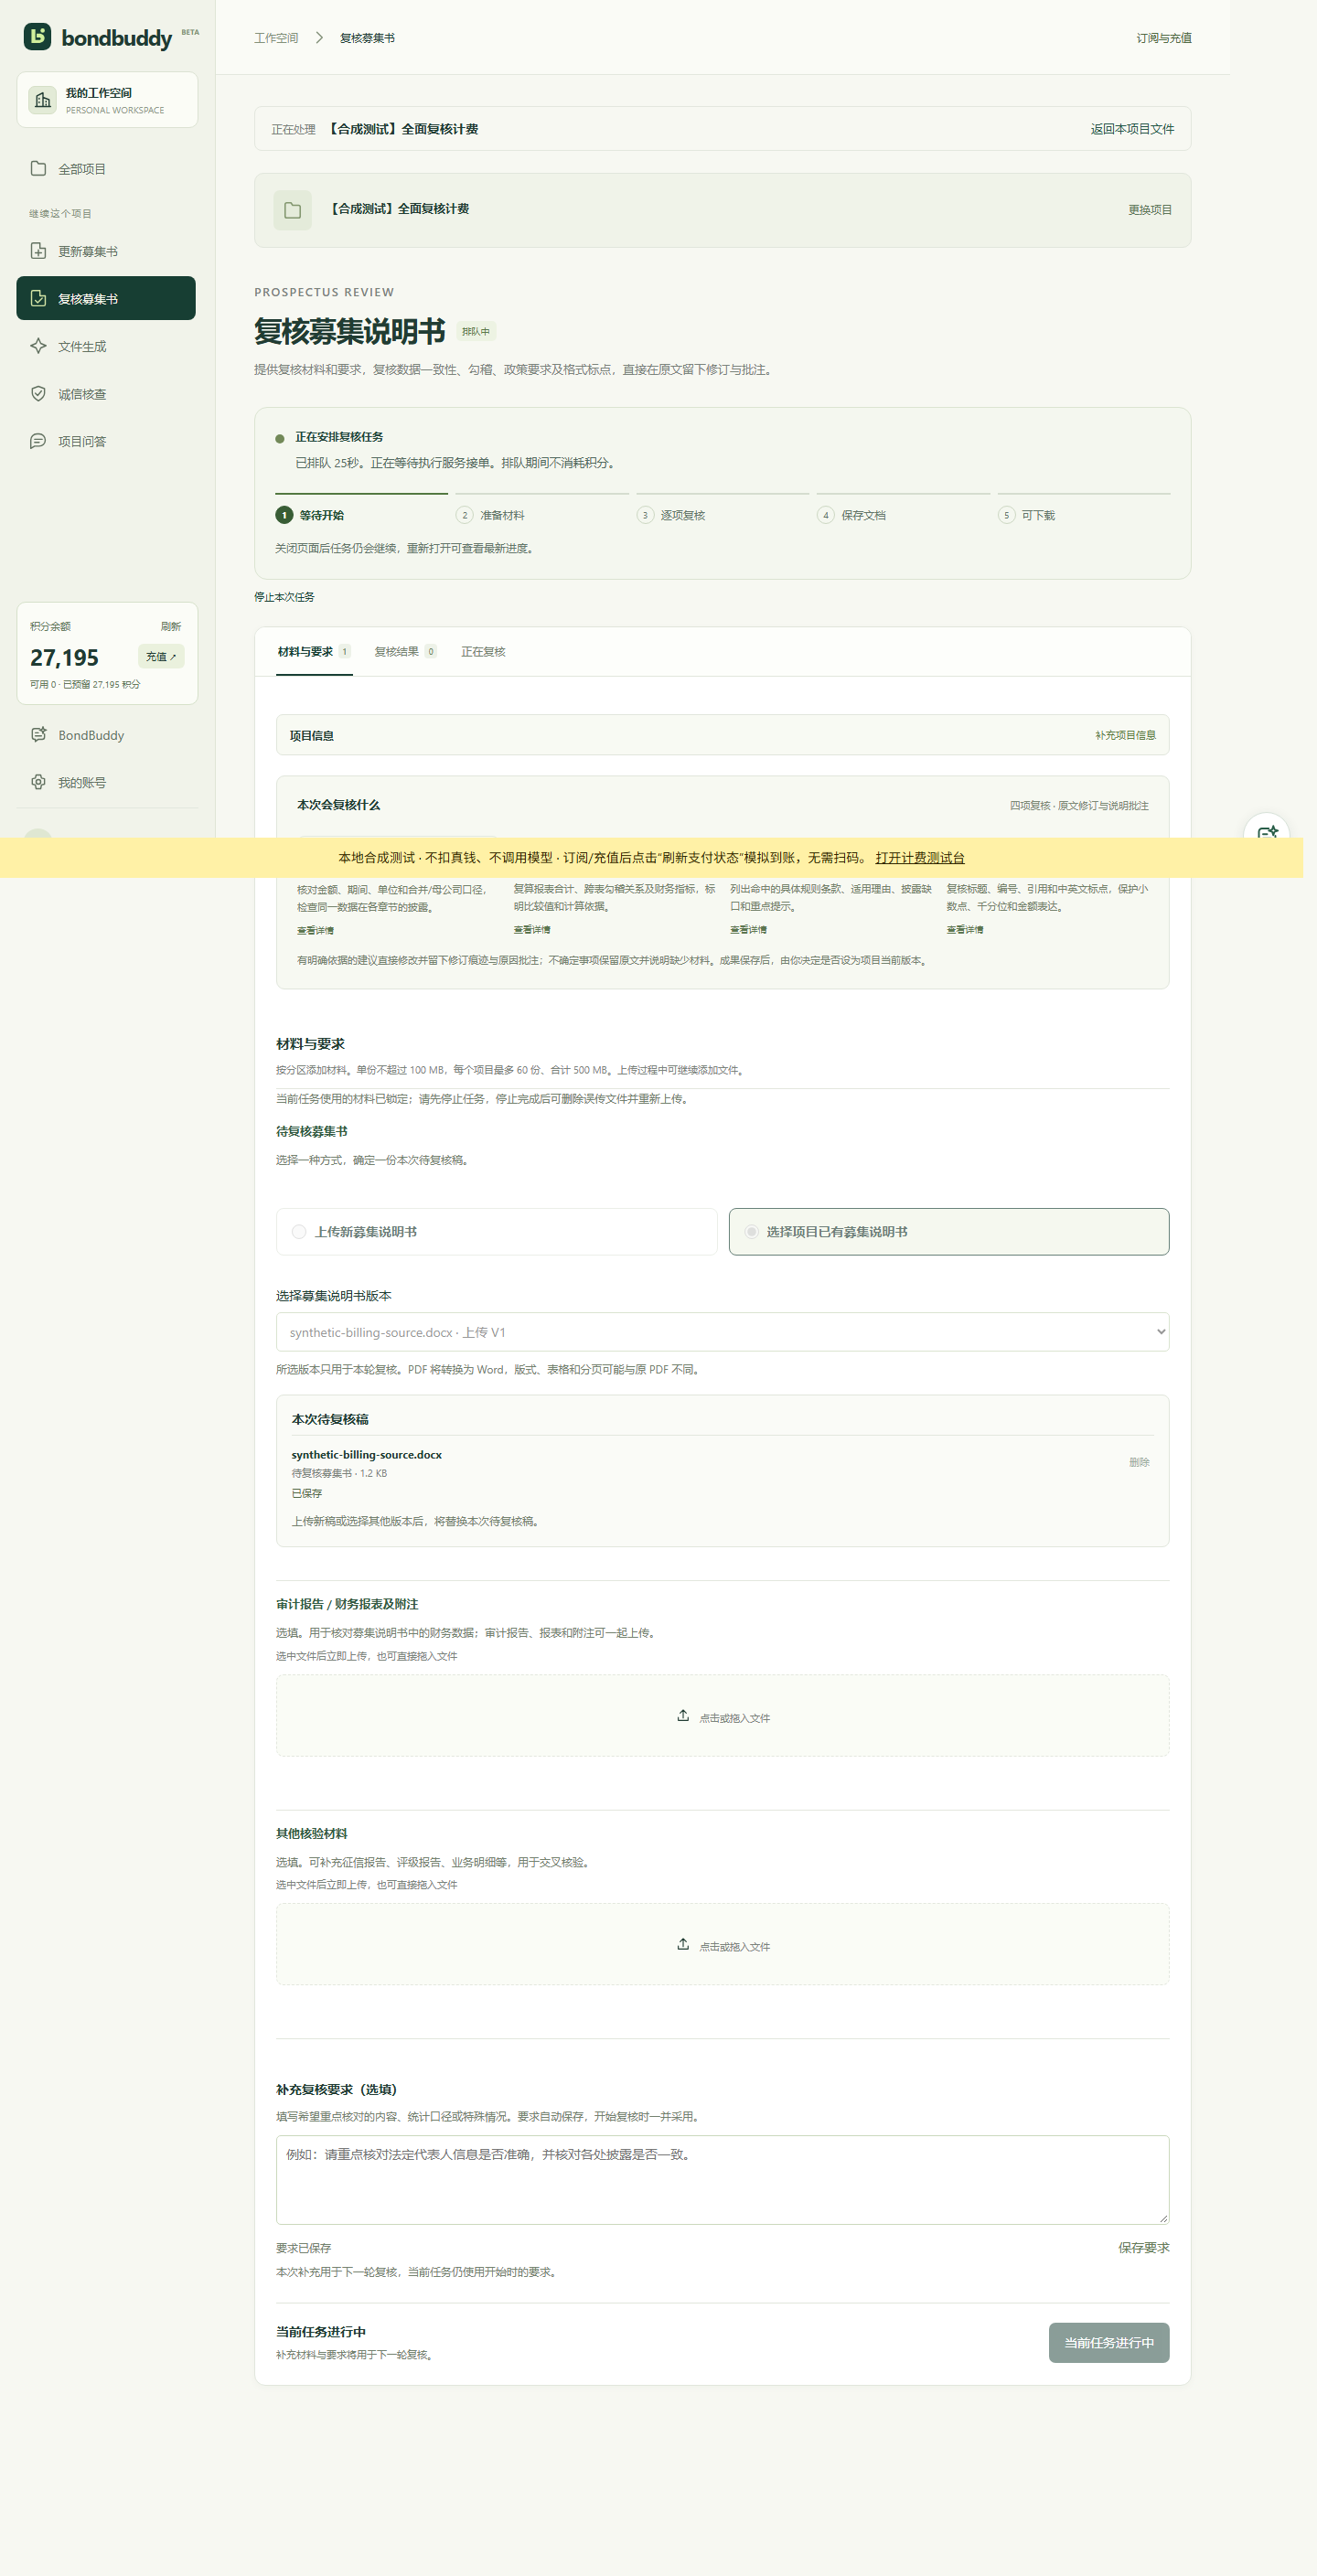 bondbuddy BETA
我的工作空间
PERSONAL WORKSPACE
全部项目
继续这个项目
更新募集书
复核募集书
文件生成
诚信核查
项目问答
积分余额 刷新
27,195 充值 ↗
可用 0 · 已预留 27,195 积分
BondBuddy
我的账号
工作空间 > 复核募集书 订阅与充值
正在处理 【合成测试】全面复核计费 返回本项目文件
【合成测试】全面复核计费 更换项目
PROSPECTUS REVIEW
复核募集说明书 排队中
提供复核材料和要求，复核数据一致性、勾稽、政策要求及格式标点，直接在原文留下修订与批注。
正在安排复核任务
已排队 25秒。正在等待执行服务接单。排队期间不消耗积分。
1 等待开始 2 准备材料 3 逐项复核 4 保存文档 5 可下载
关闭页面后任务仍会继续，重新打开可查看最新进度。
停止本次任务
材料与要求 1 复核结果 0 正在复核
项目信息 补充项目信息
本次会复核什么 四项复核 · 原文修订与说明批注
本地合成测试 · 不扣真钱、不调用模型 · 订阅/充值后点击“刷新支付状态”模拟到账，无需扫码。 打开计费测试台
核对金额、期间、单位和合并/母公司口径，检查同一数据在各章节的披露。
查看详情
复算报表合计、跨表勾稽关系及财务指标，标明比较值和计算依据。
查看详情
列出命中的具体规则条款、适用理由、披露缺口和重点提示。
查看详情
复核标题、编号、引用和中英文标点，保护小数点、千分位和金额表达。
查看详情
有明确依据的建议直接修改并留下修订痕迹与原因批注；不确定事项保留原文并说明缺少材料。成果保存后，由你决定是否设为项目当前版本。
材料与要求
按分区添加材料。单份不超过 100 MB，每个项目最多 60 份、合计 500 MB。上传过程中可继续添加文件。
当前任务使用的材料已锁定；请先停止任务，停止完成后可删除误传文件并重新上传。
待复核募集书
选择一种方式，确定一份本次待复核稿。
上传新募集说明书 选择项目已有募集说明书
选择募集说明书版本
synthetic-billing-source.docx · 上传 V1
所选版本只用于本轮复核。PDF 将转换为 Word，版式、表格和分页可能与原 PDF 不同。
本次待复核稿
synthetic-billing-source.docx
待复核募集书 · 1.2 KB 删除
已保存
上传新稿或选择其他版本后，将替换本次待复核稿。
审计报告 / 财务报表及附注
选填。用于核对募集说明书中的财务数据；审计报告、报表和附注可一起上传。
选中文件后立即上传，也可直接拖入文件
点击或拖入文件
其他核验材料
选填。可补充征信报告、评级报告、业务明细等，用于交叉核验。
选中文件后立即上传，也可直接拖入文件
点击或拖入文件
补充复核要求（选填）
填写希望重点核对的内容、统计口径或特殊情况。要求自动保存，开始复核时一并采用。
例如：请重点核对法定代表人信息是否准确，并核对各处披露是否一致。
要求已保存 保存要求
本次补充用于下一轮复核，当前任务仍使用开始时的要求。
当前任务进行中
补充材料与要求将用于下一轮复核。
当前任务进行中